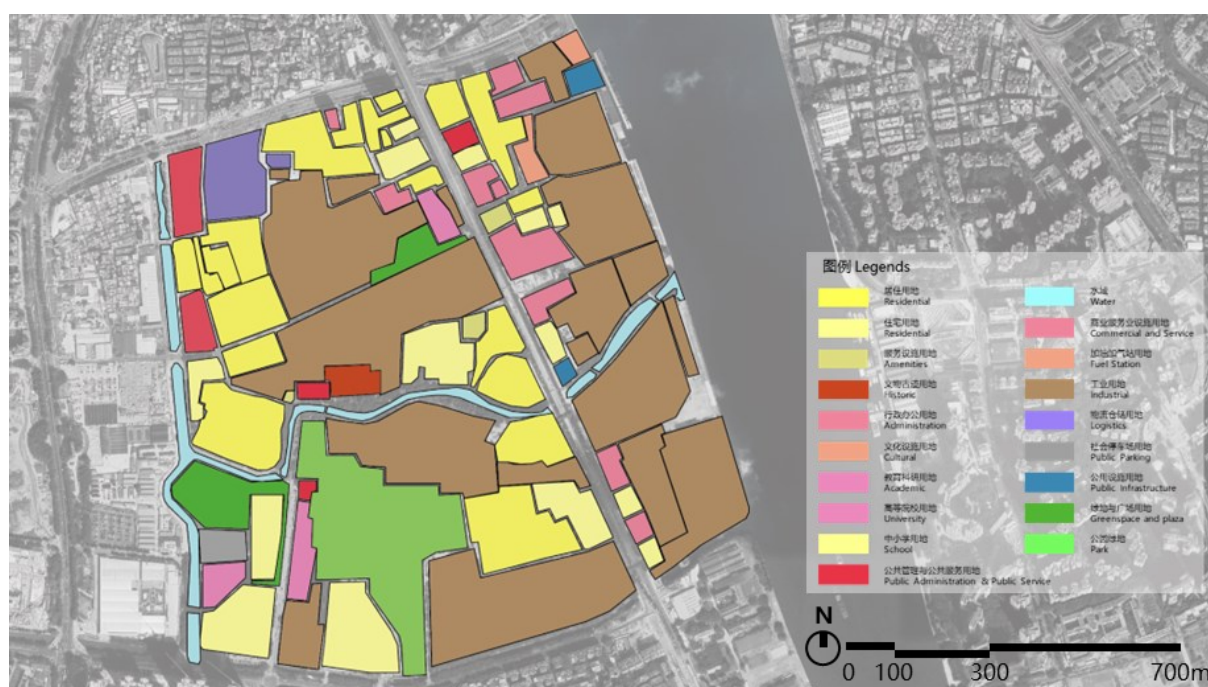 图例 Legends
居住用地
Residential
住宅用地
Residential
服务设施用地
Amenities
文物古迹用地
Historic
行政办公用地
Administration
文化设施用地
Cultural
教育科研用地
Academic
高等院校用地
University
中小学用地
School
公共管理与公共服务用地
Public Administration & Public Service
水域
Water
商业服务业设施用地
Commercial and Service
加油加气站用地
Fuel Station
工业用地
Industrial
物流仓储用地
Logistics
社会停车场用地
Public Parking
公用设施用地
Public Infrastructure
绿地与广场用地
Greenspace and plaza
公园绿地
Park
N
0 100 300 700m